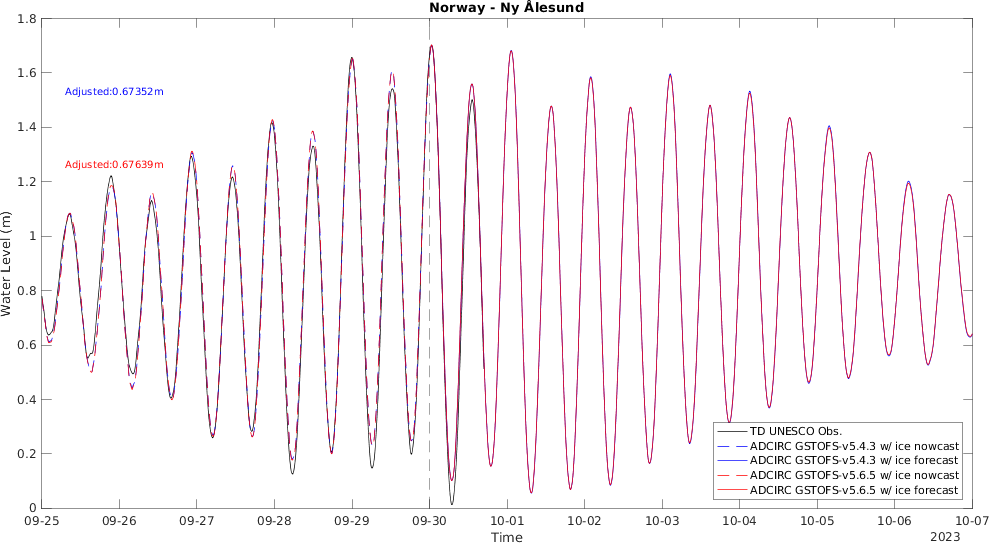 Norway - Ny Ålesund
1.8
1.6
1.4
1.2
1
0.8
0.6
0.4
0.2
0
Water Level (m)
Adjusted:0.67352m
Adjusted:0.67639m
TD UNESCO Obs.
ADCIRC GSTOFS-v5.4.3 w/ ice nowcast
ADCIRC GSTOFS-v5.4.3 w/ ice forecast
ADCIRC GSTOFS-v5.6.5 w/ ice nowcast
ADCIRC GSTOFS-v5.6.5 w/ ice forecast
09-25 09-26 09-27 09-28 09-29 09-30 10-01 10-02 10-03 10-04 10-05 10-06 10-07
Time
2023